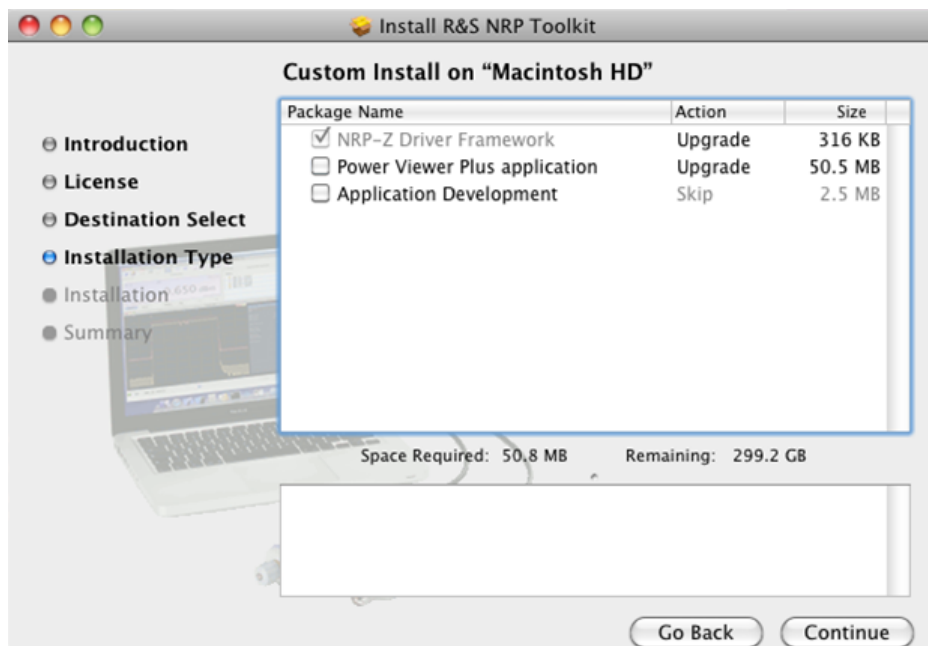 Install R&S NRP Toolkit
Custom Install on “Macintosh HD”
Introduction
License
Destination Select
Installation Type
Installation
Summary
Package Name Action Size
NRP-Z Driver Framework Upgrade 316 KB
Power Viewer Plus application Upgrade 50.5 MB
Application Development Skip 2.5 MB
Space Required: 50.8 MB Remaining: 299.2 GB
Go Back Continue